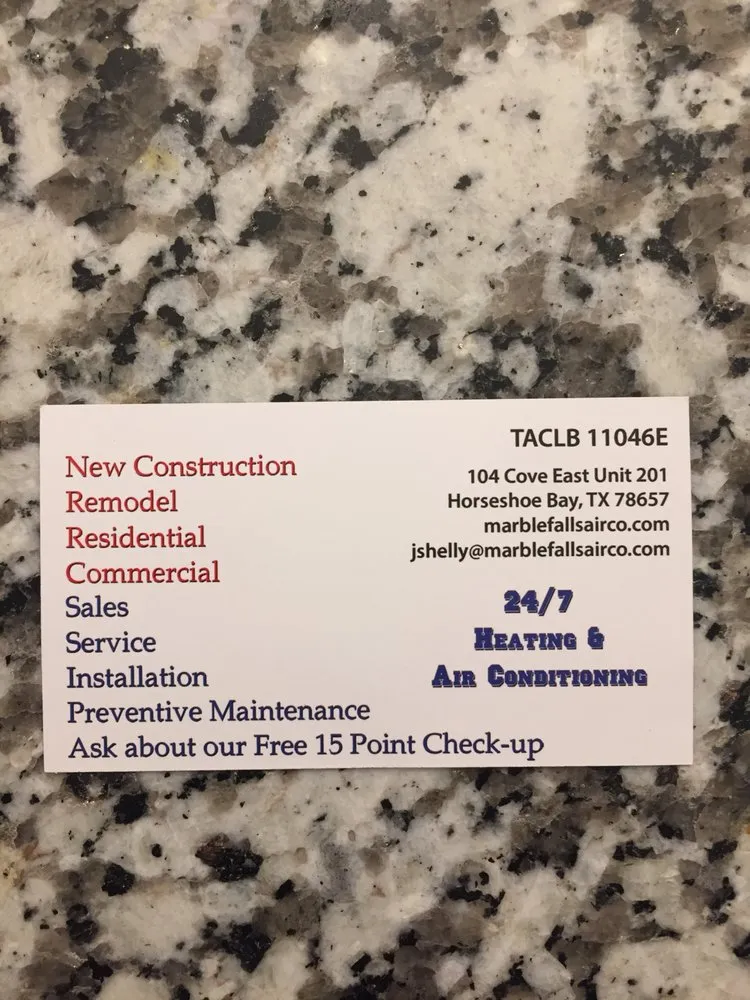 New Construction
Remodel
Residential
Commercial
Sales
Service
Installation
Preventive Maintenance
Ask about our Free 15 Point Check-up
TACLB 11046E
104 Cove East Unit 201
Horseshoe Bay, TX 78657
marblefallsairco.com
jshelly@marblefallsairco.com
24/7
Heating &
Air Conditioning